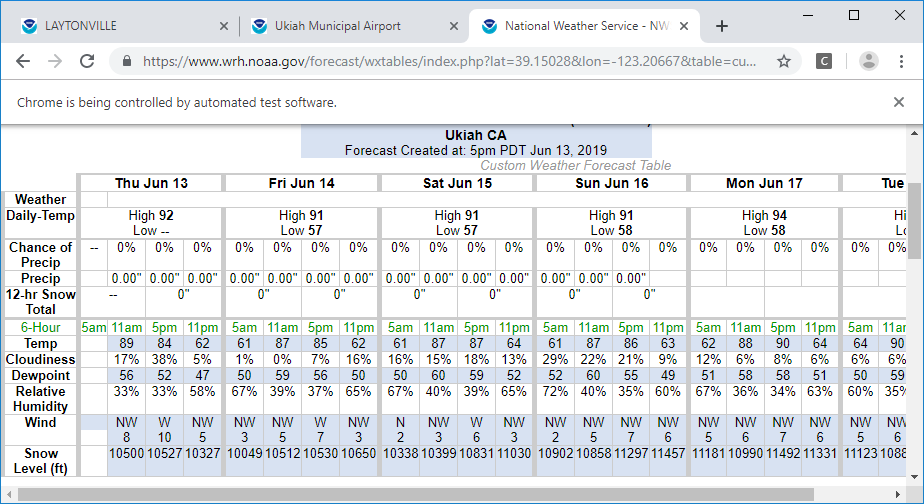 LAYTONVILLE
Ukiah Municipal Airport
National Weather Service - NW
https://www.wrh.noaa.gov/forecast/wxtables/index.php?lat=39.15028&lon=-123.20667&table=cu...
C
Chrome is being controlled by automated test software.
Ukiah CA
Forecast Created at: 5pm PDT Jun 13, 2019
Custom Weather Forecast Table
Thu Jun 13 Fri Jun 14 Sat Jun 15 Sun Jun 16 Mon Jun 17 Tue
Weather
Daily-Temp High 92 High 91 High 91 High 91 High 94 Hi
Low -- Low 57 Low 57 Low 58 Low 58 Lo
Chance of -- 0% 0% 0% 0% 0% 0% 0% 0% 0% 0% 0% 0% 0% 0% 0% 0% 0% 0% 0% 0% 0%
Precip
Precip 0.00" 0.00" 0.00" 0.00" 0.00" 0.00" 0.00" 0.00" 0.00" 0.00" 0.00" 0.00" 0.00" 0.00"
12-hr Snow -- 0" 0" 0" 0" 0" 0" 0"
Total
6-Hour 5am 11am 5pm 11pm 5am 11am 5pm 11pm 5am 11am 5pm 11pm 5am 11am 5pm 11pm 5am 11am 5pm 11pm 5am 11a
Temp 89 84 62 61 87 85 62 61 87 87 64 61 87 86 63 62 88 90 64 64 90
Cloudiness 17% 38% 5% 1% 0% 7% 16% 16% 15% 18% 13% 29% 22% 21% 9% 12% 6% 8% 6% 6% 6%
Dewpoint 56 52 47 50 59 56 50 50 60 59 52 52 60 55 49 51 58 58 51 50 59
Relative 33% 33% 58% 67% 39% 37% 65% 67% 40% 39% 65% 72% 40% 35% 60% 67% 36% 34% 63% 60% 35%
Humidity
Wind NW W NW NW NW W NW N NW W NW NW NW NW NW NW NW NW NW NW NW
8 10 5 3 5 7 3 2 3 6 3 2 5 7 6 5 6 7 6 5 6
Snow 10500 10527 10327 10049 10512 10530 10650 10338 10399 10831 11030 10902 10858 11297 11457 11181 10990 11492 11331 11123 1088
Level (ft)